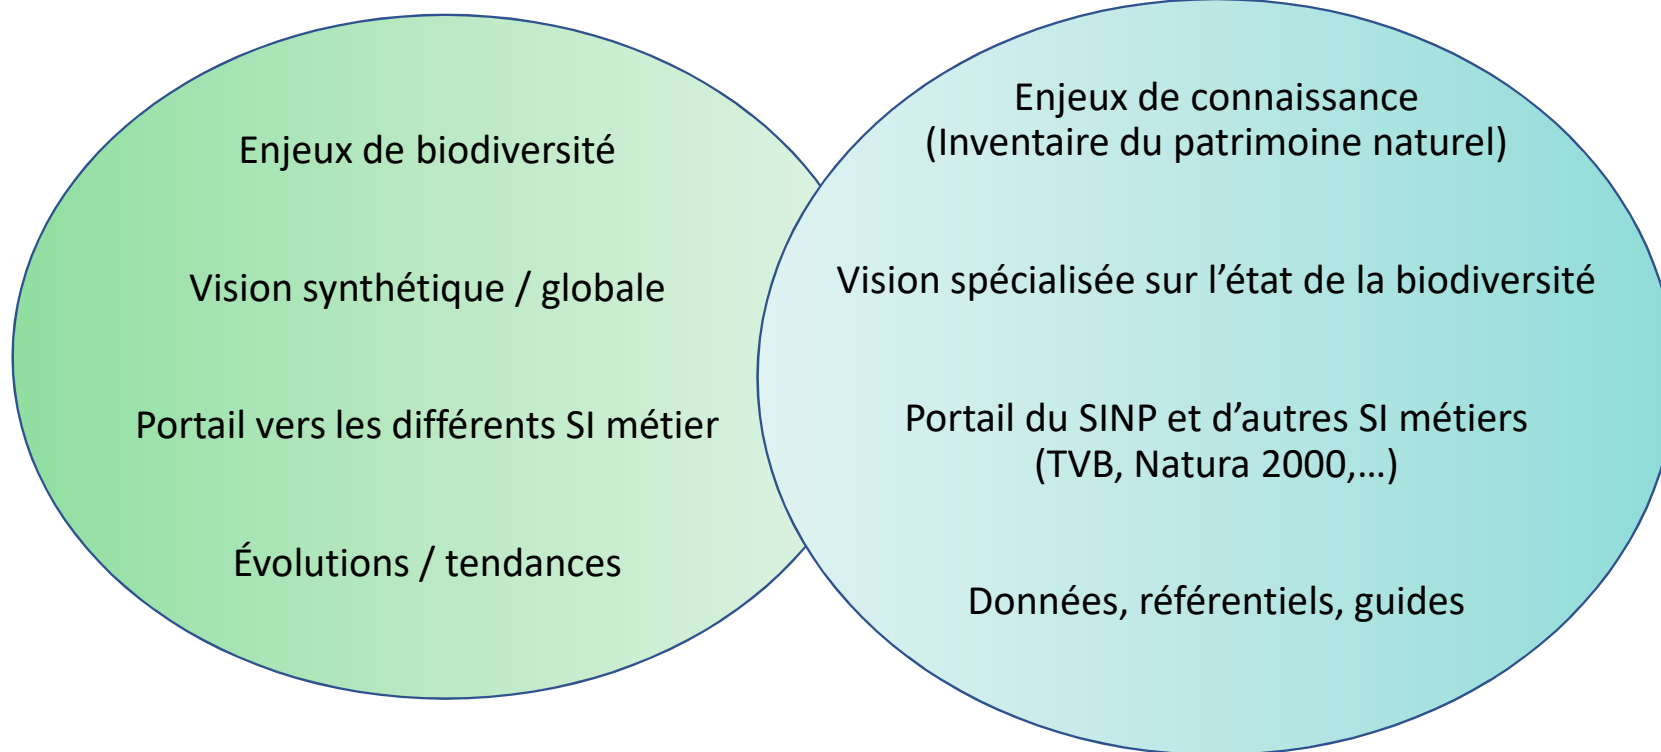 Enjeux de biodiversité
Vision synthétique / globale
Portail vers les différents SI métier
Évolutions / tendances
Enjeux de connaissance
(Inventaire du patrimoine naturel)
Vision spécialisée sur l’état de la biodiversité
Portail du SINP et d’autres SI métiers
(TVB, Natura 2000,…)
Données, référentiels, guides